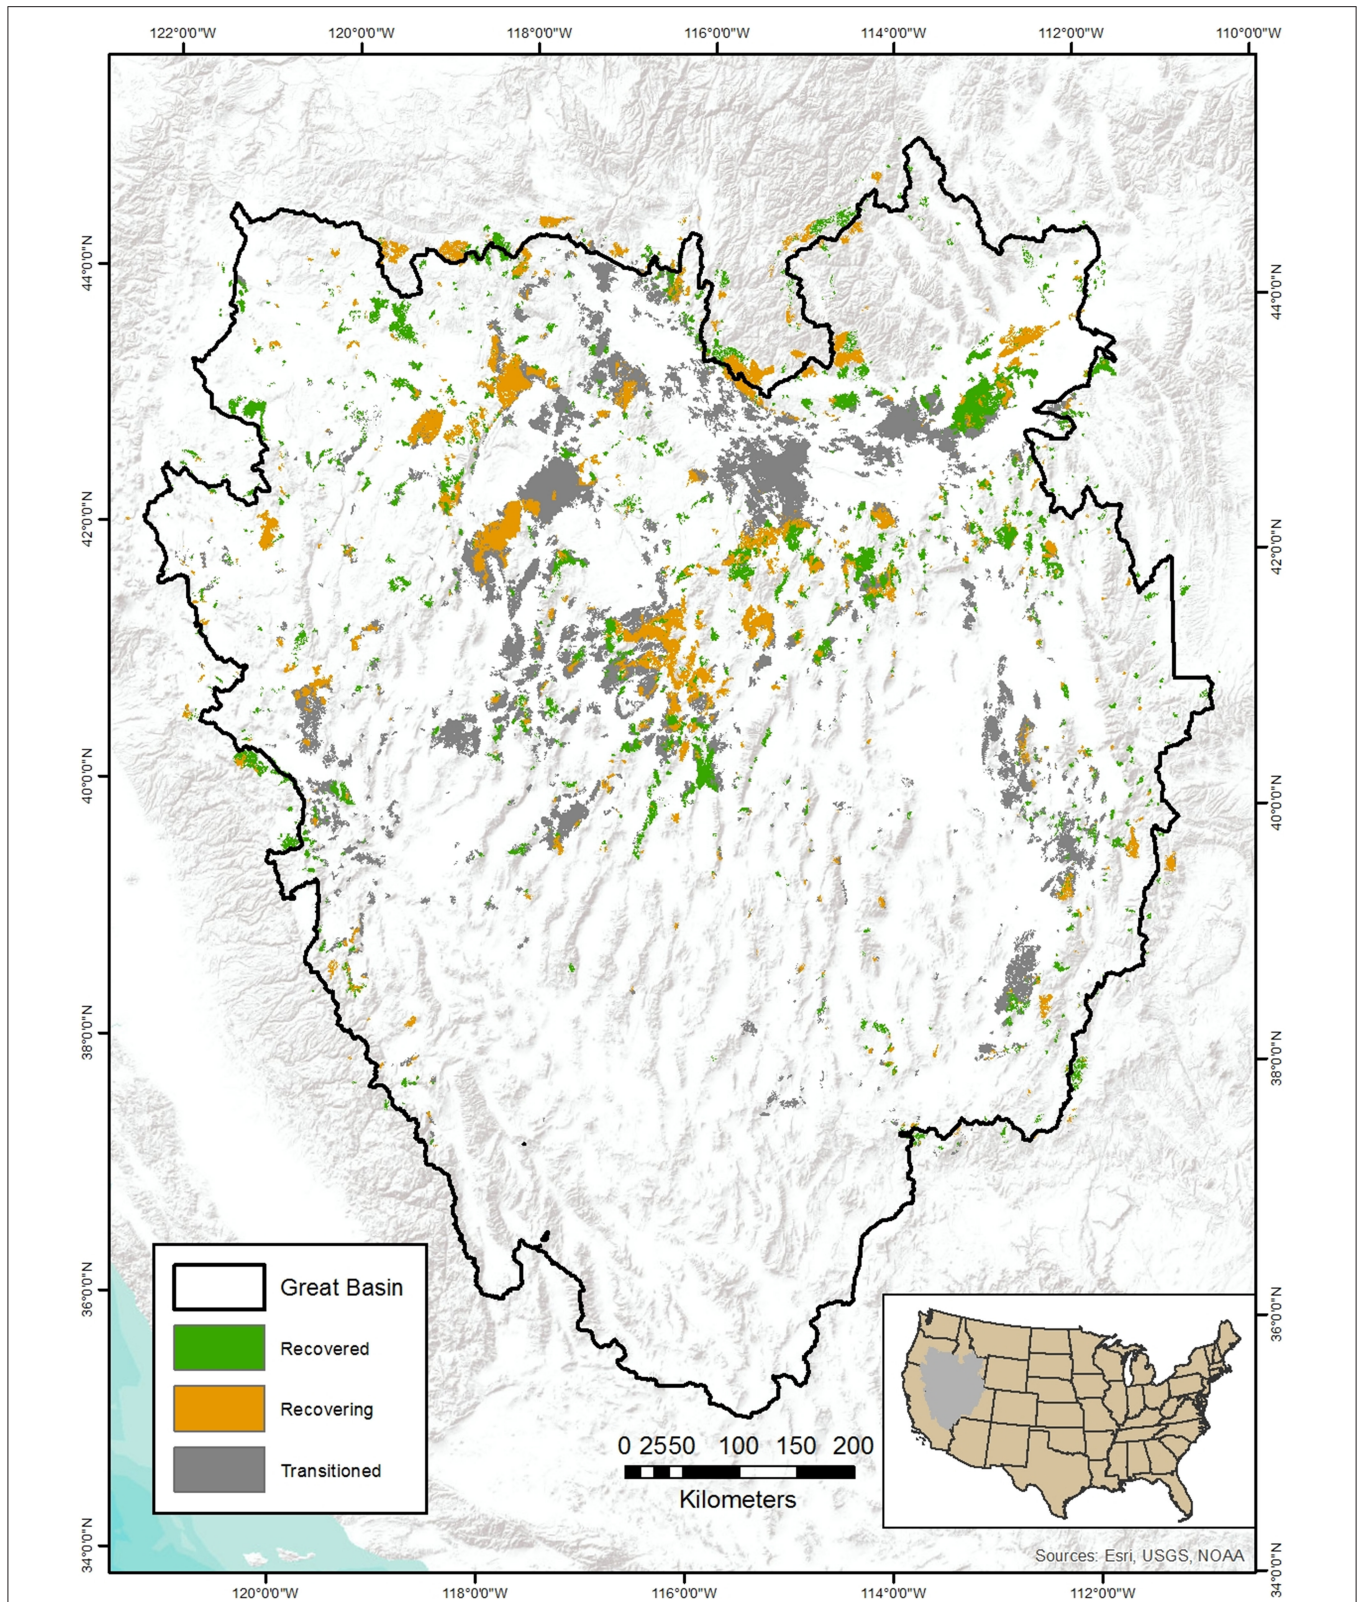 122°0'0"W 120°0'0"W 118°0'0"W 116°0'0"W 114°0'0"W 112°0'0"W 110°0'0"W
44°0'0"N
42°0'0"N
40°0'0"N
38°0'0"N
36°0'0"N
34°0'0"N
44°0'0"N
42°0'0"N
40°0'0"N
38°0'0"N
36°0'0"N
34°0'0"N
Great Basin
Recovered
Recovering
Transitioned
0 25 50 100 150 200
Kilometers
Sources: Esri, USGS, NOAA
120°0'0"W 118°0'0"W 116°0'0"W 114°0'0"W 112°0'0"W